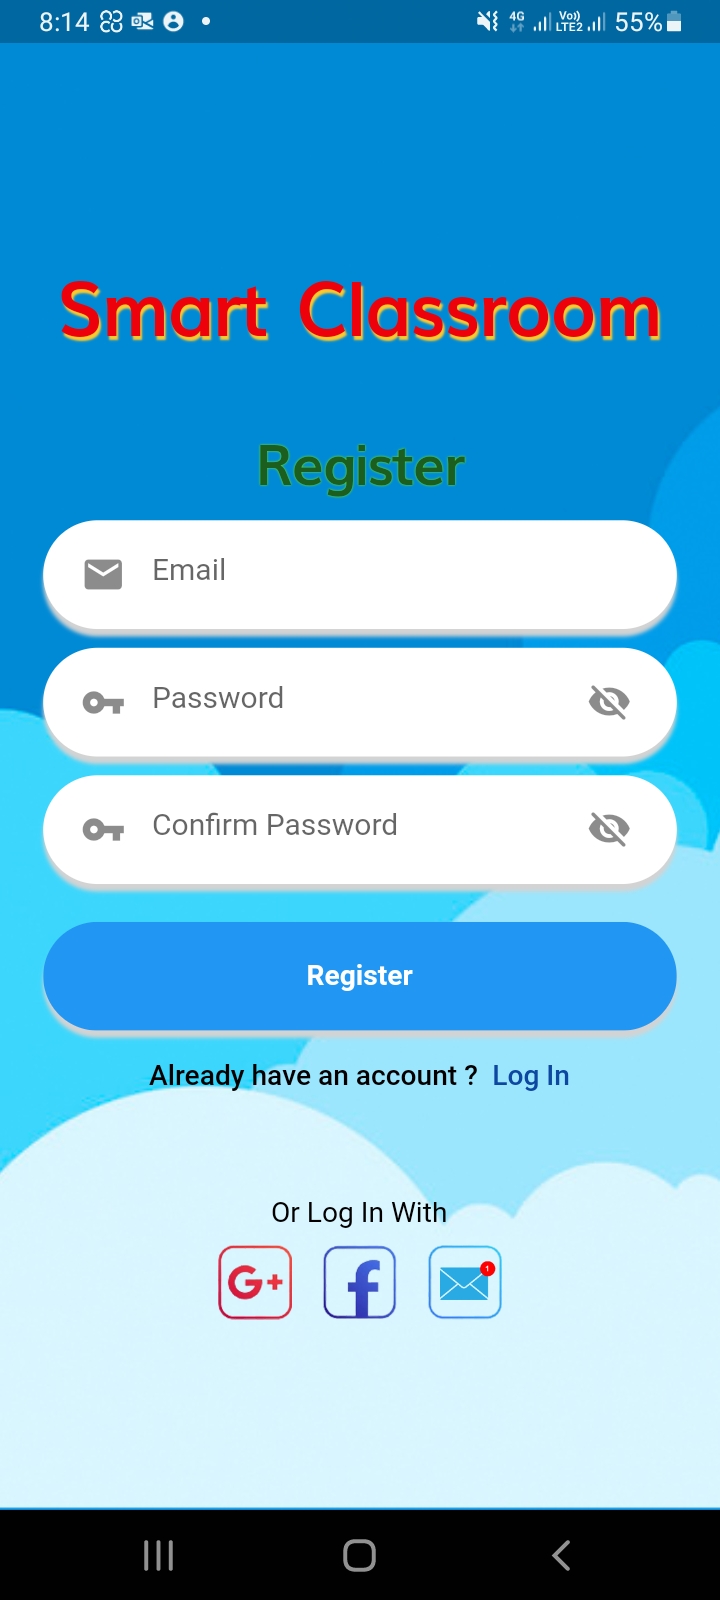 8:14 4G Vo)) LTE2 55%
Smart Classroom
Register
Email
Password
Confirm Password
Register
Already have an account ? Log In
Or Log In With
G+ f 1